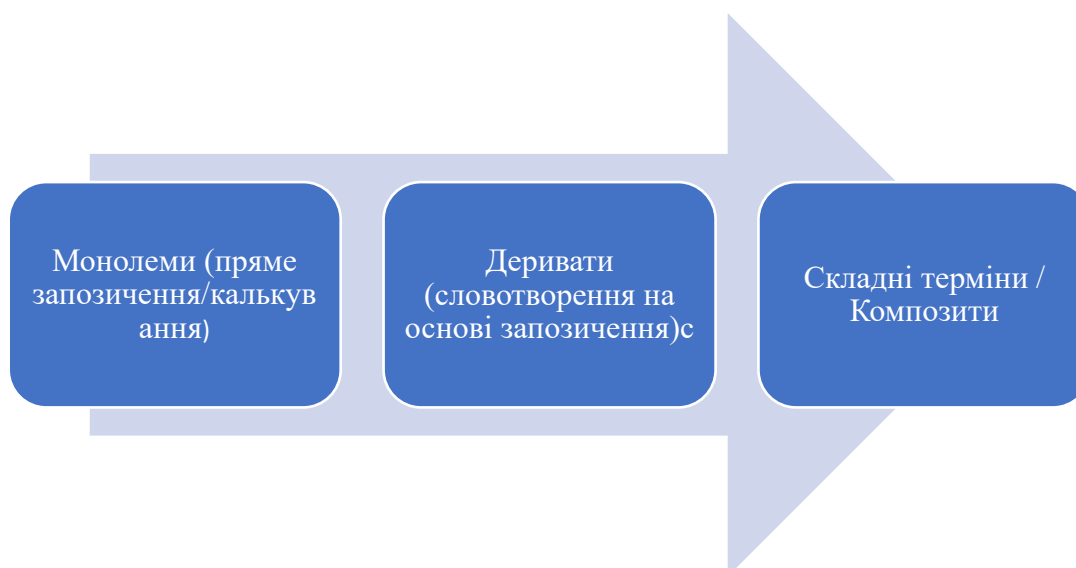 Монолеми (пряме
запозичення/калькув
ання)
Деривати
(словотворення на
основі запозичення)с
Складні терміни /
Композити